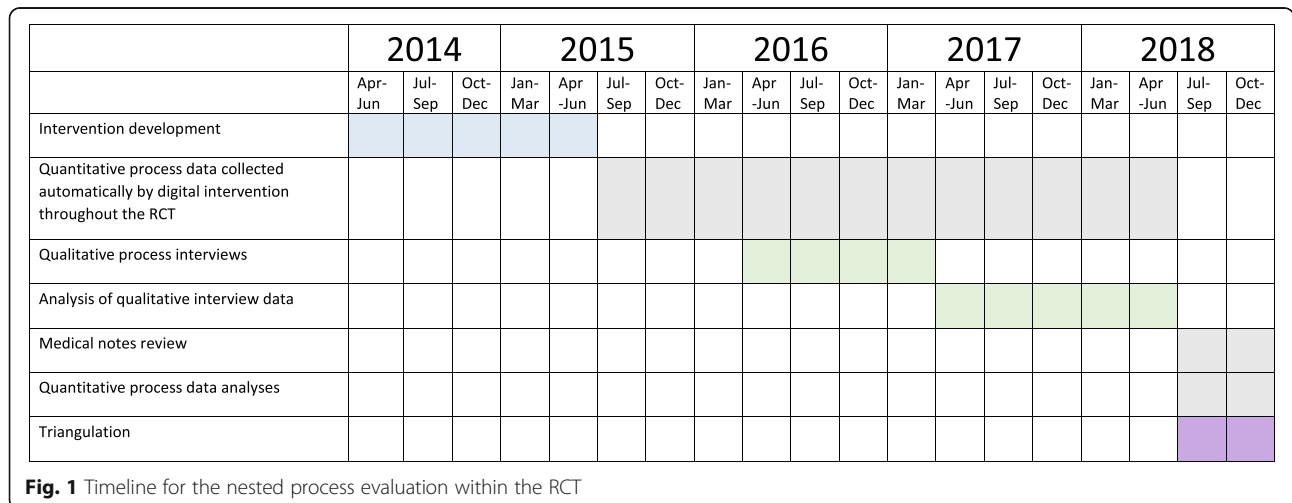 2014 2015 2016 2017 2018
Apr- Jul- Oct- Jan- Apr Jul- Oct- Jan- Apr Jul- Oct- Jan- Apr Jul- Oct- Jan- Apr Jul- Oct-
Jun Sep Dec Mar -Jun Sep Dec Mar -Jun Sep Dec Mar -Jun Sep Dec Mar -Jun Sep Dec
Intervention development
Quantitative process data collected
automatically by digital intervention
throughout the RCT
Qualitative process interviews
Analysis of qualitative interview data
Medical notes review
Quantitative process data analyses
Triangulation
Fig. 1 Timeline for the nested process evaluation within the RCT